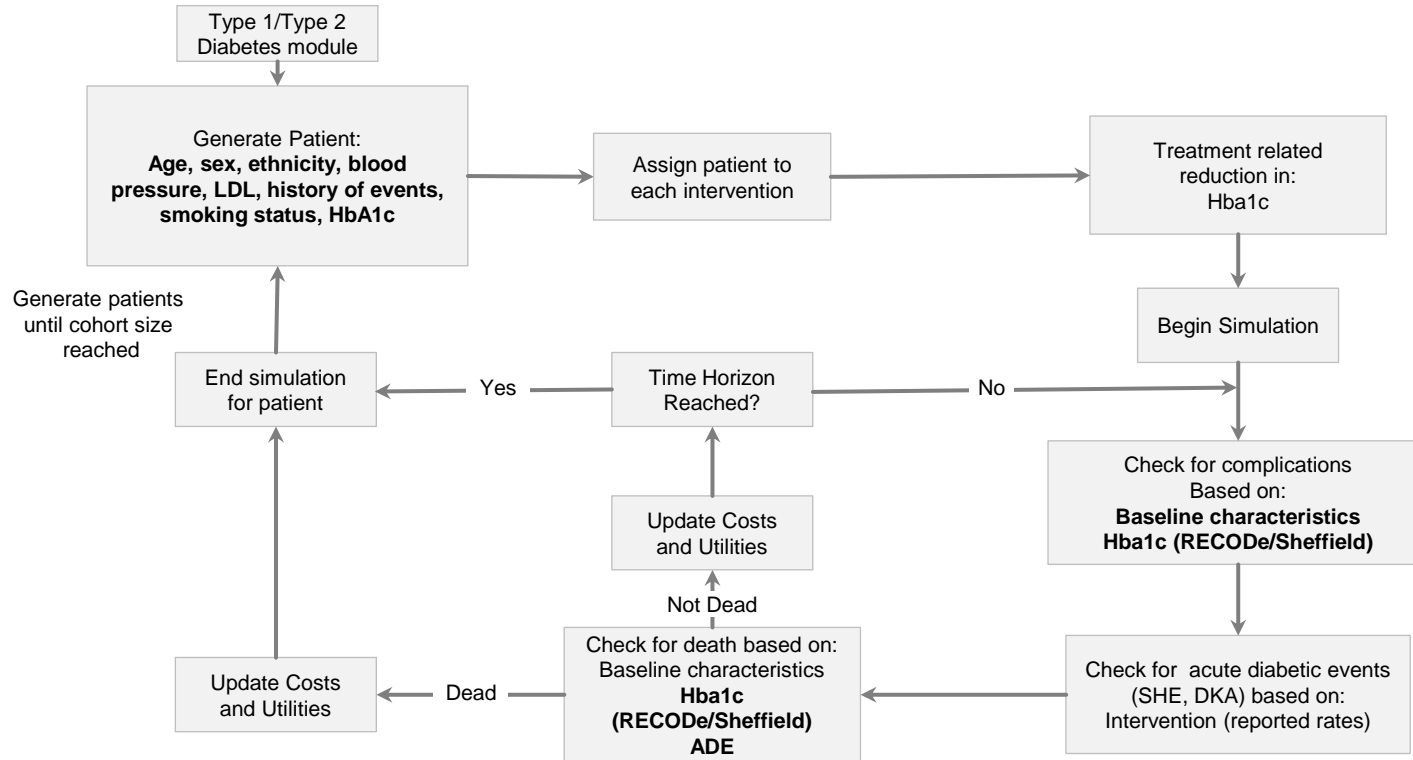 Type 1/Type 2
Diabetes module
Generate Patient:
Age, sex, ethnicity, blood
pressure, LDL, history of events,
smoking status, HbA1c
Assign patient to
each intervention
Treatment related
reduction in:
Hba1c
Generate patients
until cohort size
reached
Begin Simulation
End simulation
for patient
Yes
Time Horizon
Reached?
No
Check for complications
Based on:
Baseline characteristics
Hba1c (RECODe/Sheffield)
Update Costs
and Utilities
Not Dead
Update Costs
and Utilities
Dead
Check for death based on:
Baseline characteristics
Hba1c
(RECODe/Sheffield)
ADE
Check for  acute diabetic events
(SHE, DKA) based on:
Intervention (reported rates)